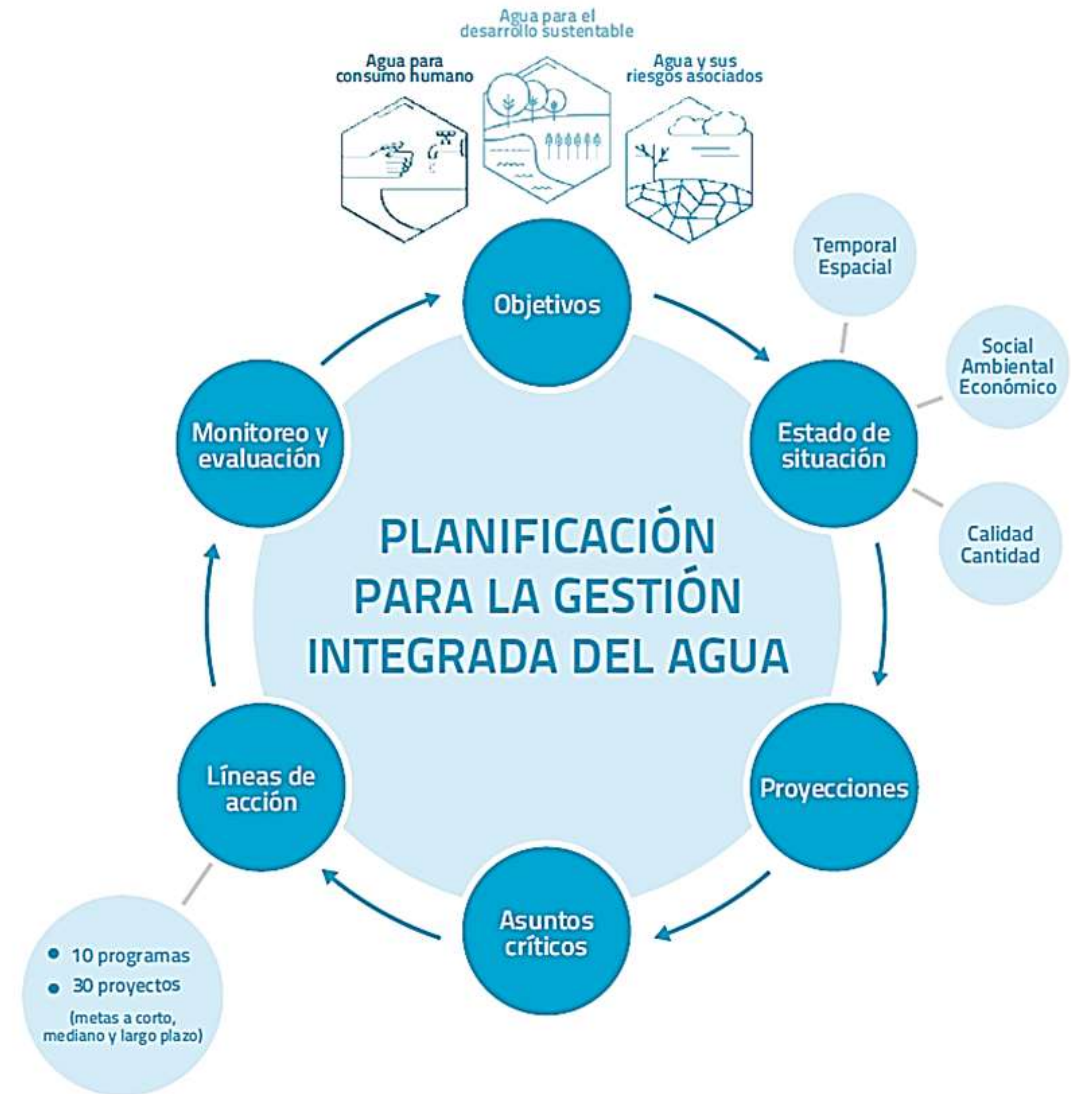 Agua para el
desarrollo sustentable
Agua para
consumo humano
Agua y sus
riesgos asociados
Objetivos
Temporal
Espacial
Social
Ambiental
Económico
Estado de
situación
Calidad
Cantidad
Monitoreo y
evaluación
PLANIFICACIÓN
PARA LA GESTIÓN
INTEGRADA DEL AGUA
Proyecciones
Asuntos
críticos
Líneas de
acción
10 programas
30 proyectos
(metas a corto,
mediano y largo plazo)